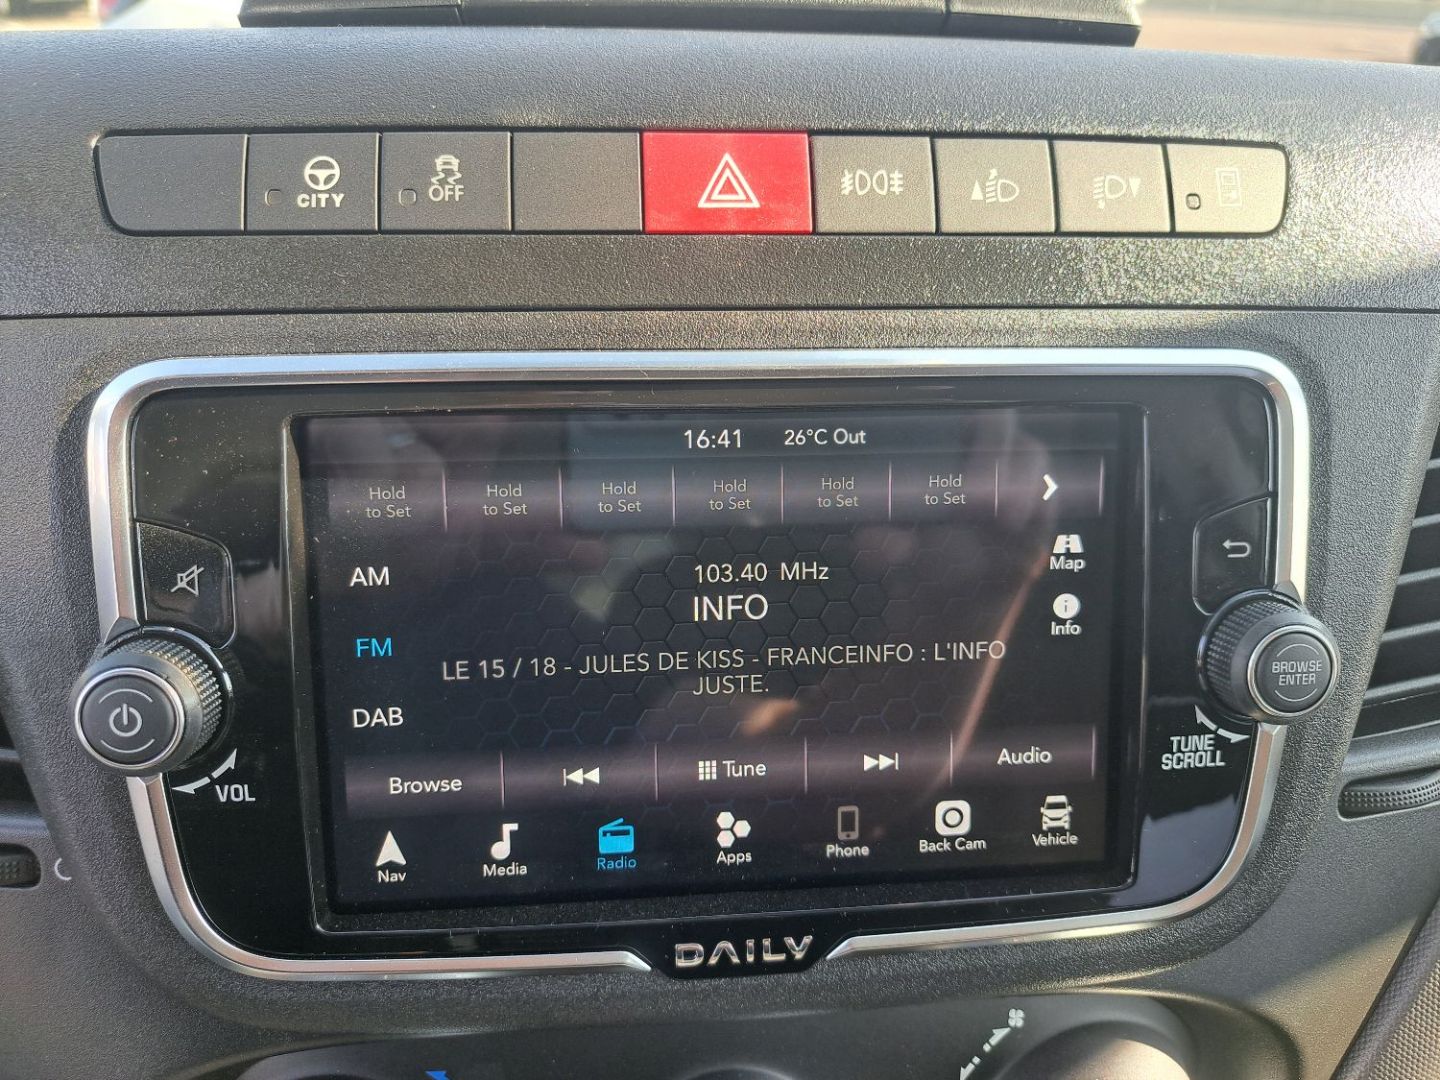 CITY
OFF
16:41 26°C Out
Hold to Set
Hold to Set
Hold to Set
Hold to Set
Hold to Set
Hold to Set
Map
AM
103.40 MHz
INFO
Info
FM
LE 15 / 18 - JULES DE KISS - FRANCEINFO : L'INFO
JUSTE.
DAB
BROWSE
ENTER
TUNE
SCROLL
VOL
Browse
Tune
Audio
Nav
Media
Radio
Apps
Phone
Back Cam
Vehicle
DAILY